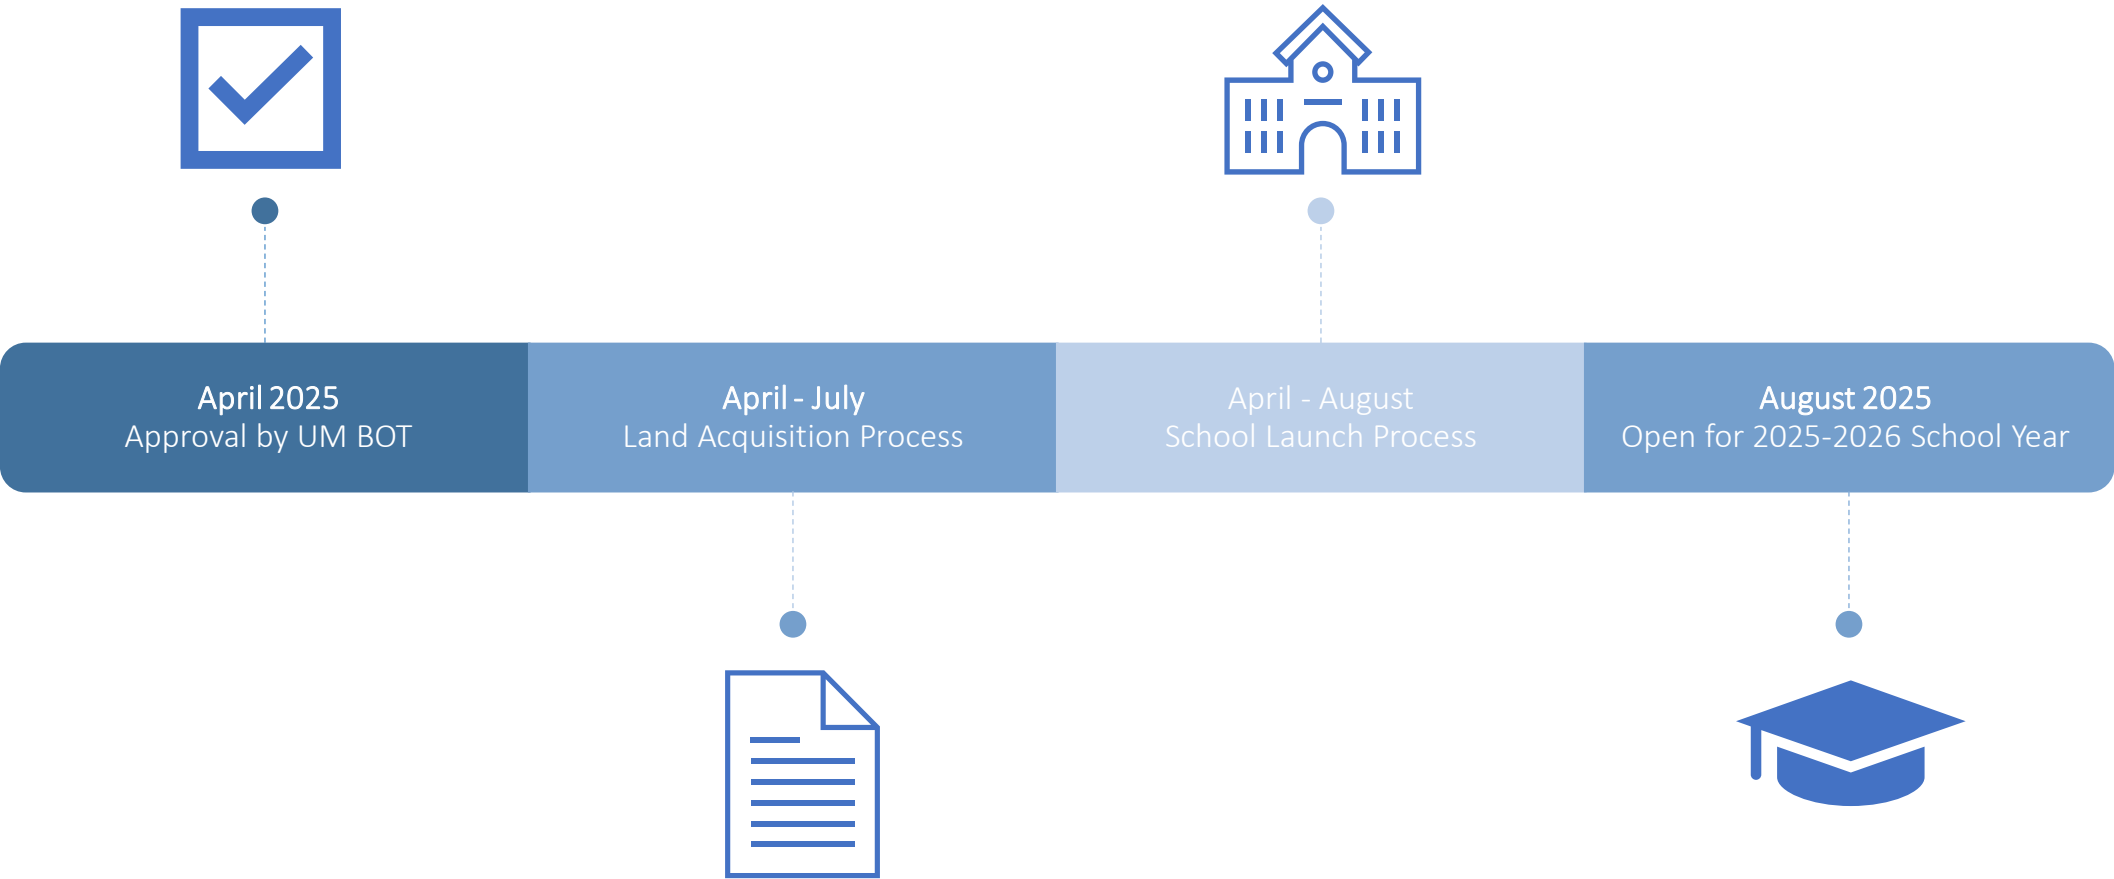 April 2025
Approval by UM BOT
April - July
Land Acquisition Process
April - August
School Launch Process
August 2025
Open for 2025-2026 School Year